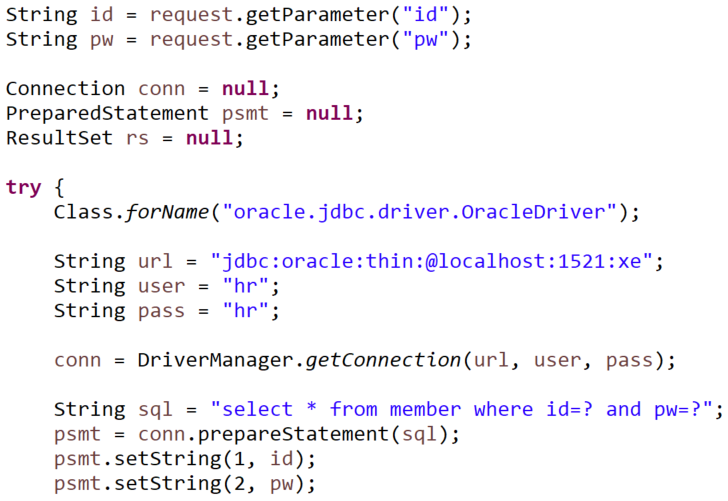 String id = request.getParameter("id");
String pw = request.getParameter("pw");
Connection conn = null;
PreparedStatement psmt = null;
ResultSet rs = null;
try {
Class.forName("oracle.jdbc.driver.OracleDriver");
String url = "jdbc:oracle:thin:@localhost:1521:xe";
String user = "hr";
String pass = "hr";
conn = DriverManager.getConnection(url, user, pass);
String sql = "select * from member where id=? and pw=?";
psmt = conn.prepareStatement(sql);
psmt.setString(1, id);
psmt.setString(2, pw);